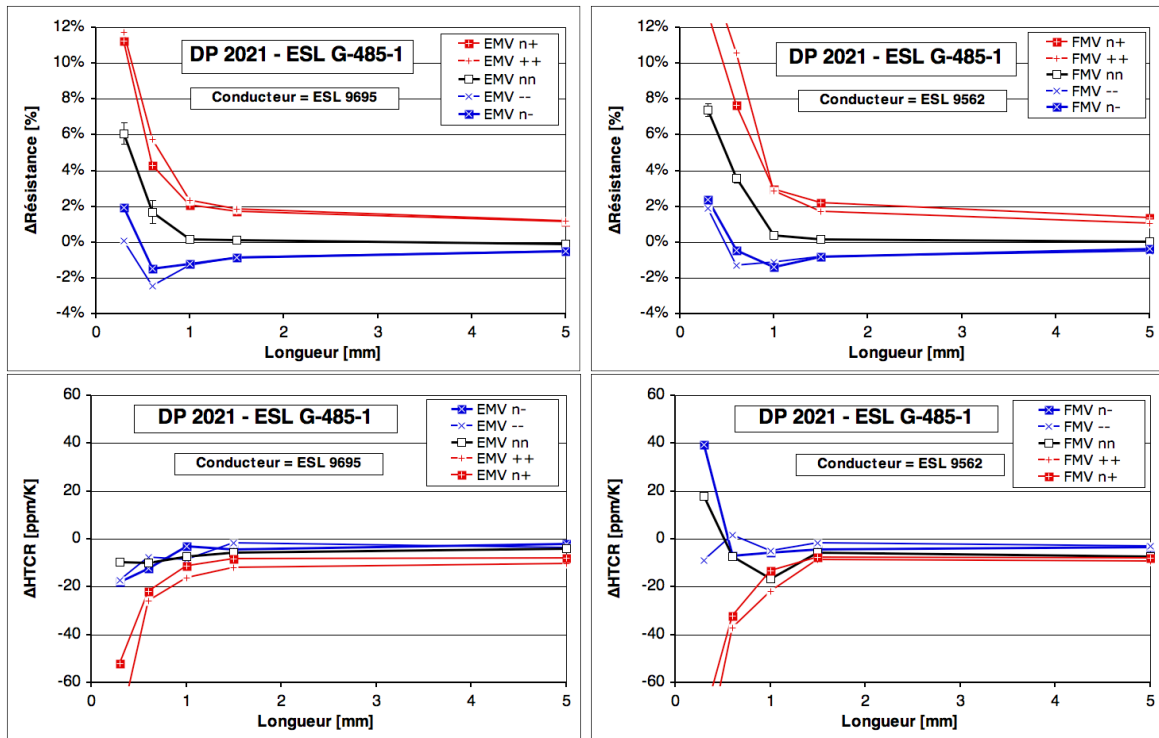 DP 2021 - ESL G-485-1
Conducteur = ESL 9695
EMV n+
EMV ++
EMV nn
EMV --
EMV n-
ΔRésistance [%]
12%
10%
8%
6%
4%
2%
0%
-2%
-4%
0
1
2
3
4
5
Longueur [mm]
DP 2021 - ESL G-485-1
Conducteur = ESL 9562
FMV n+
FMV ++
FMV nn
FMV --
FMV n-
ΔRésistance [%]
12%
10%
8%
6%
4%
2%
0%
-2%
-4%
0
1
2
3
4
5
Longueur [mm]
DP 2021 - ESL G-485-1
Conducteur = ESL 9695
EMV n-
EMV --
EMV nn
EMV ++
EMV n+
ΔHTCR [ppm/K]
60
40
20
0
-20
-40
-60
0
1
2
3
4
5
Longueur [mm]
DP 2021 - ESL G-485-1
Conducteur = ESL 9562
FMV n-
FMV --
FMV nn
FMV ++
FMV n+
ΔHTCR [ppm/K]
60
40
20
0
-20
-40
-60
0
1
2
3
4
5
Longueur [mm]